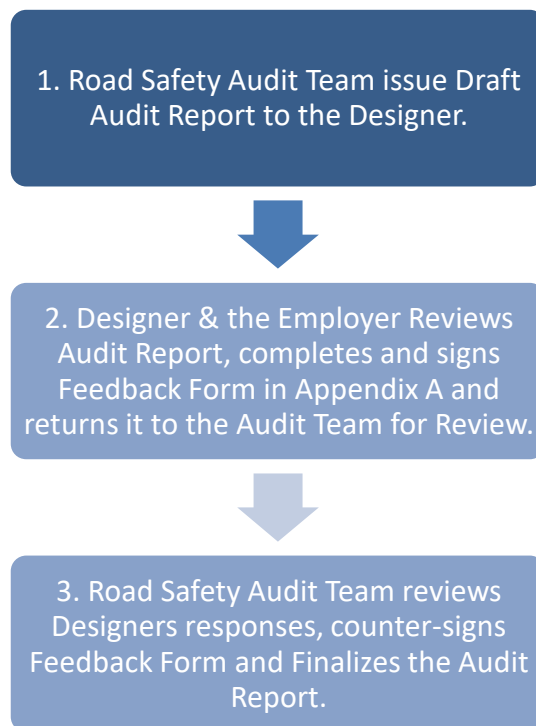 1. Road Safety Audit Team issue Draft
Audit Report to the Designer.
2. Designer & the Employer Reviews
Audit Report, completes and signs
Feedback Form in Appendix A and
returns it to the Audit Team for Review.
3. Road Safety Audit Team reviews
Designers responses, counter-signs
Feedback Form and Finalizes the Audit
Report.